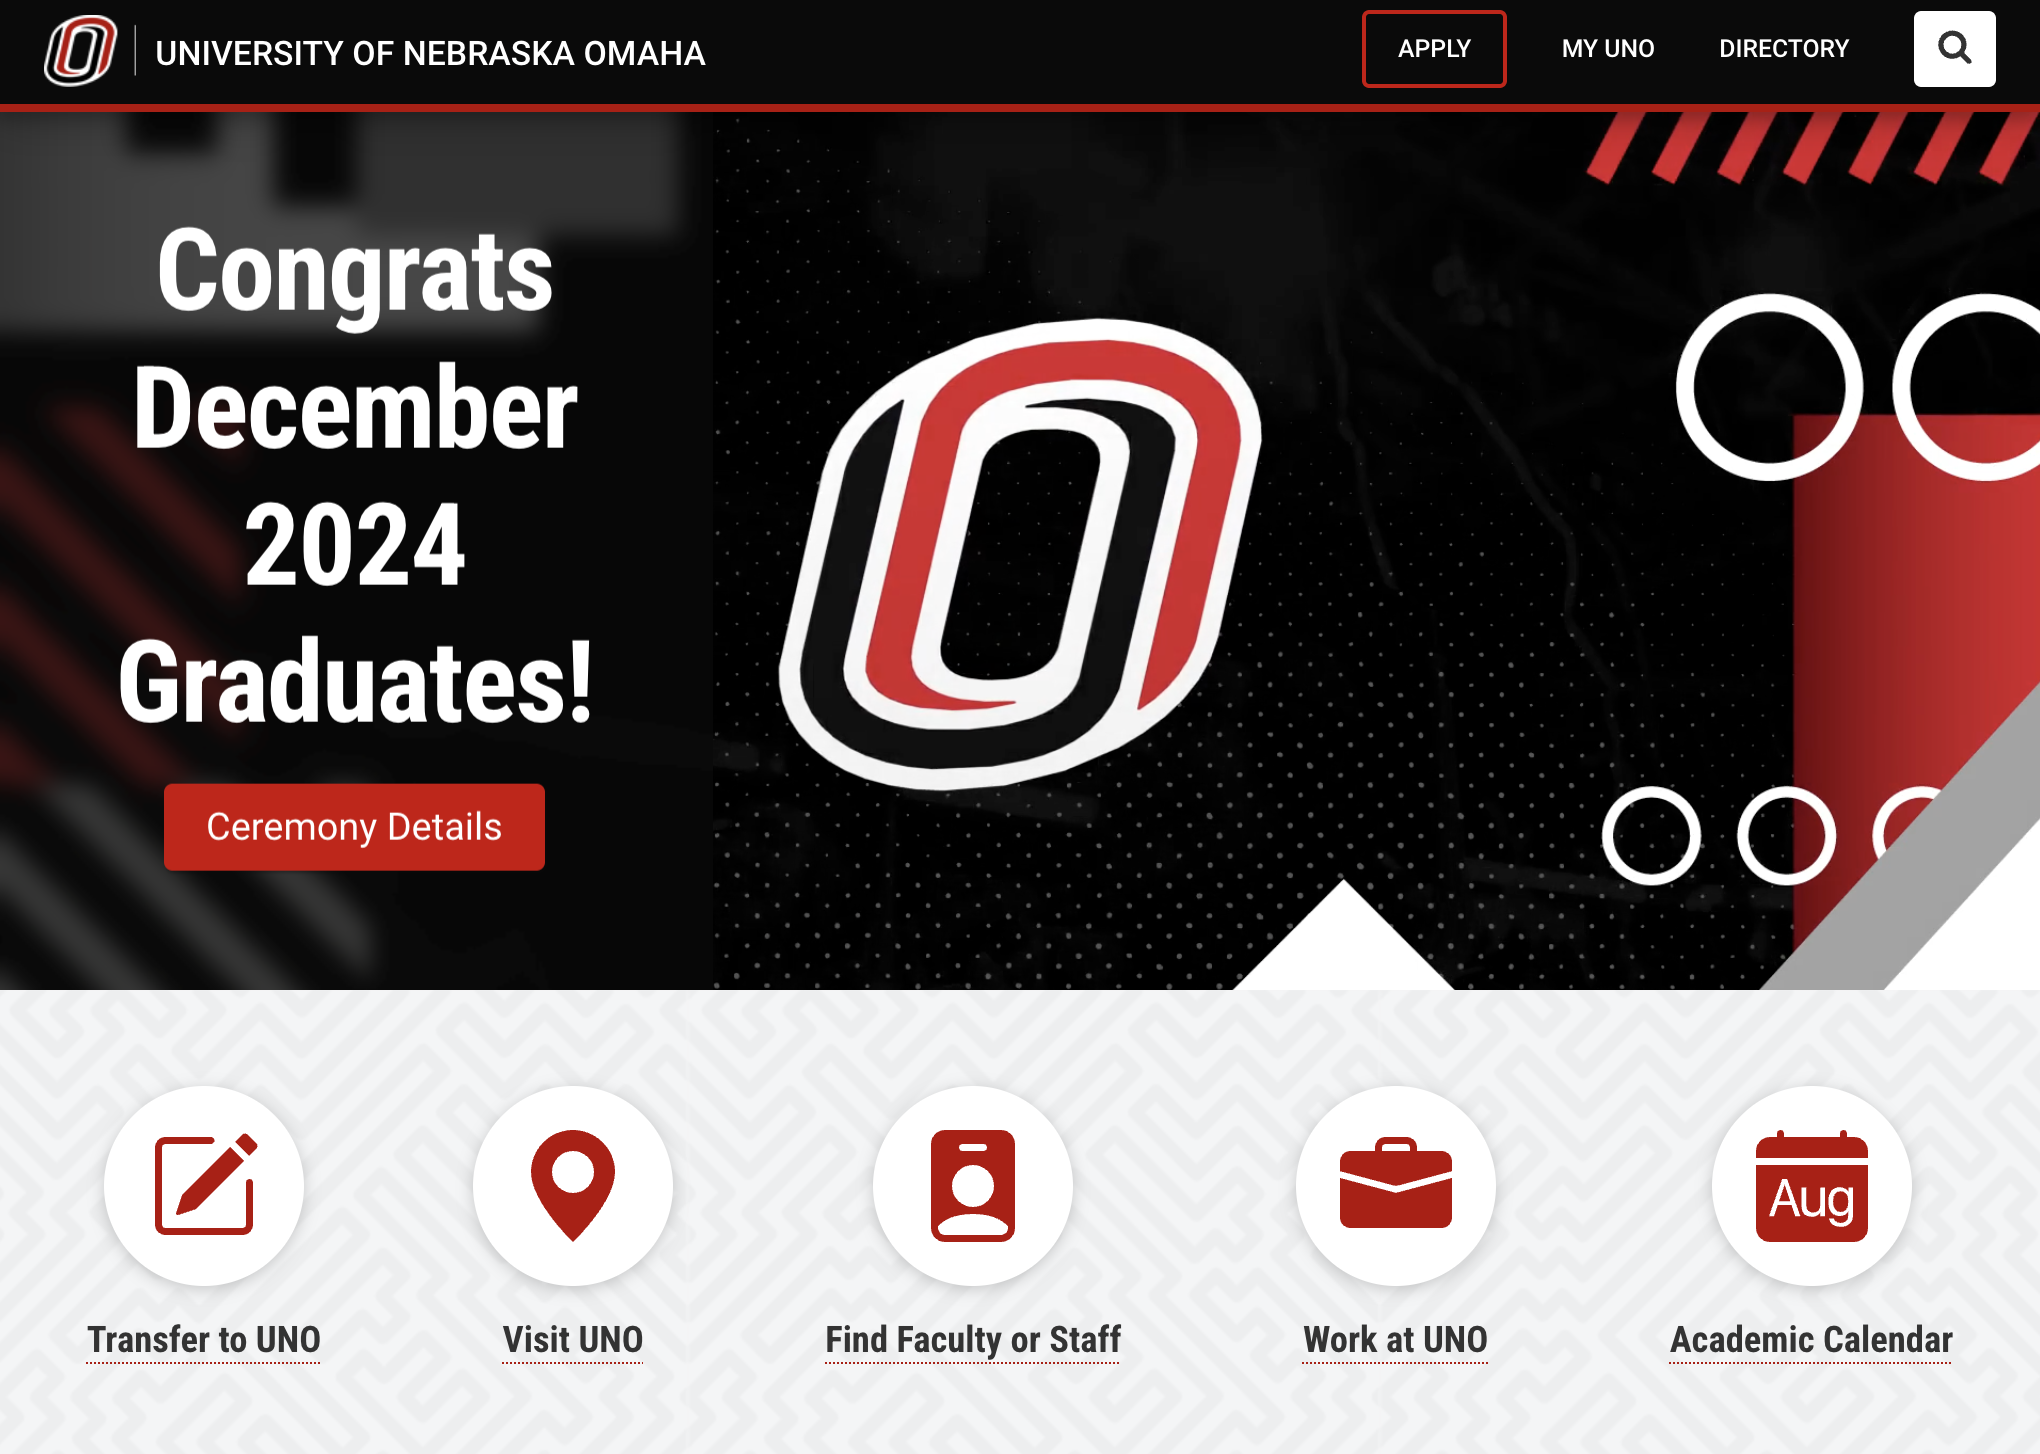 UNIVERSITY OF NEBRASKA OMAHA
APPLY
MY UNO
DIRECTORY
Congrats
December
2024
Graduates!
Ceremony Details
Aug
Transfer to UNO
Visit UNO
Find Faculty or Staff
Work at UNO
Academic Calendar